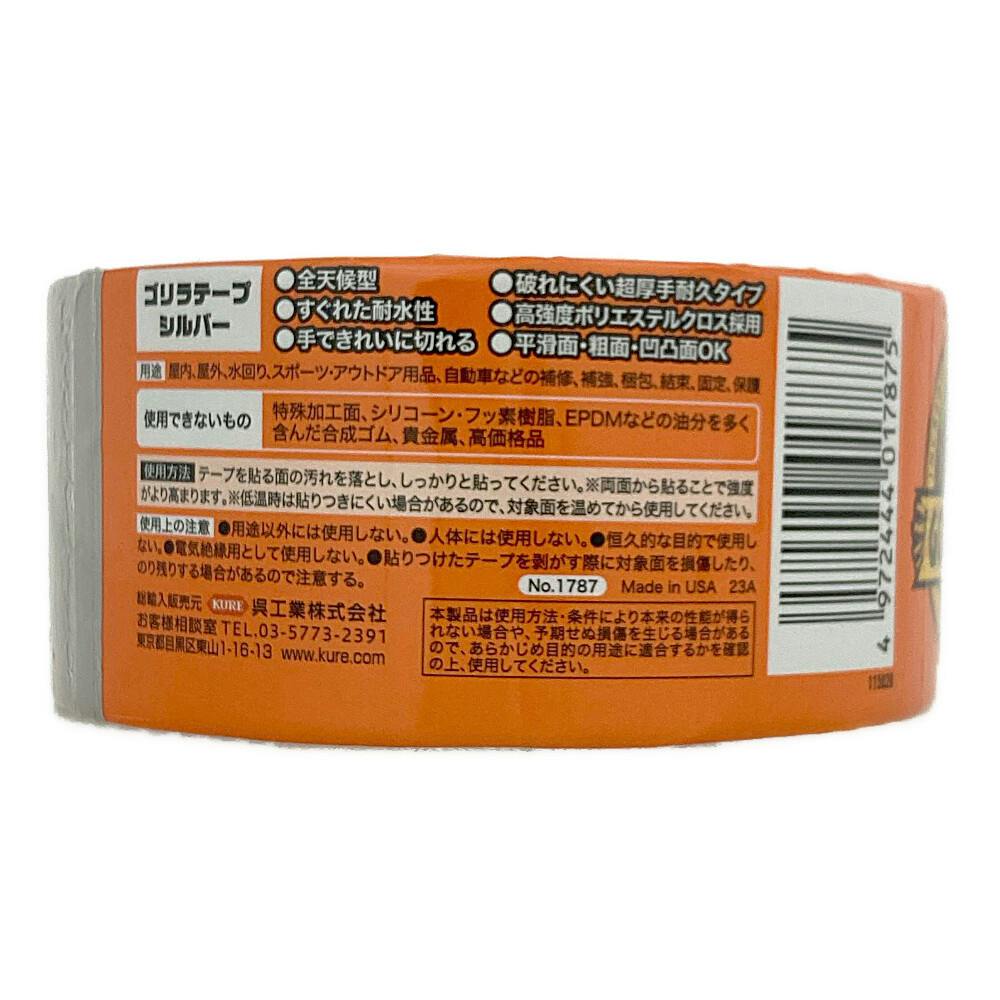 ゴリラテープ
シルバー
●全天候型
●すぐれた耐水性
●手できれいに切れる
●破れにくい超厚手耐久タイプ
●高強度ポリエステルクロス採用
●平滑面・粗面・凹凸面OK
用途 屋内、屋外、水回り、スポーツ・アウトドア用品、自動車などの補修、補強、梱包、結束、固定、保護
使用できないもの
特殊加工面、シリコーン・フッ素樹脂、EPDMなどの油分を多く
含んだ合成ゴム、貴金属、高価格品
使用方法 テープを貼る面の汚れを落とし、しっかりと貼ってください。※両面から貼ることで強度
がより高まります。※低温時は貼りつきにくい場合があるので、対象面を温めてから使用してください。
使用上の注意 ●用途以外には使用しない。●人体には使用しない。●恒久的な目的で使用し
ない。●電気絶縁用として使用しない。●貼りつけたテープを剥がす際に対象面を損傷したり、
のり残りする場合があるので注意する。
No.1787 Made in USA 23A
総輸入販売元 KURE 呉工業株式会社
お客様相談室 TEL.03-5773-2391
東京都目黒区東山1-16-13 www.kure.com
本製品は使用方法・条件により本来の性能が得ら
れない場合や、予期せぬ損傷を生じる場合がある
ので、あらかじめ目的の用途に適合するかを確認
の上、使用してください。
4 972444 017875